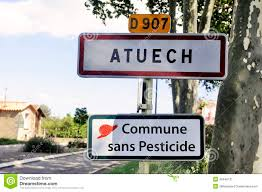 D 907
ATUECH
Commune
sans Pesticide